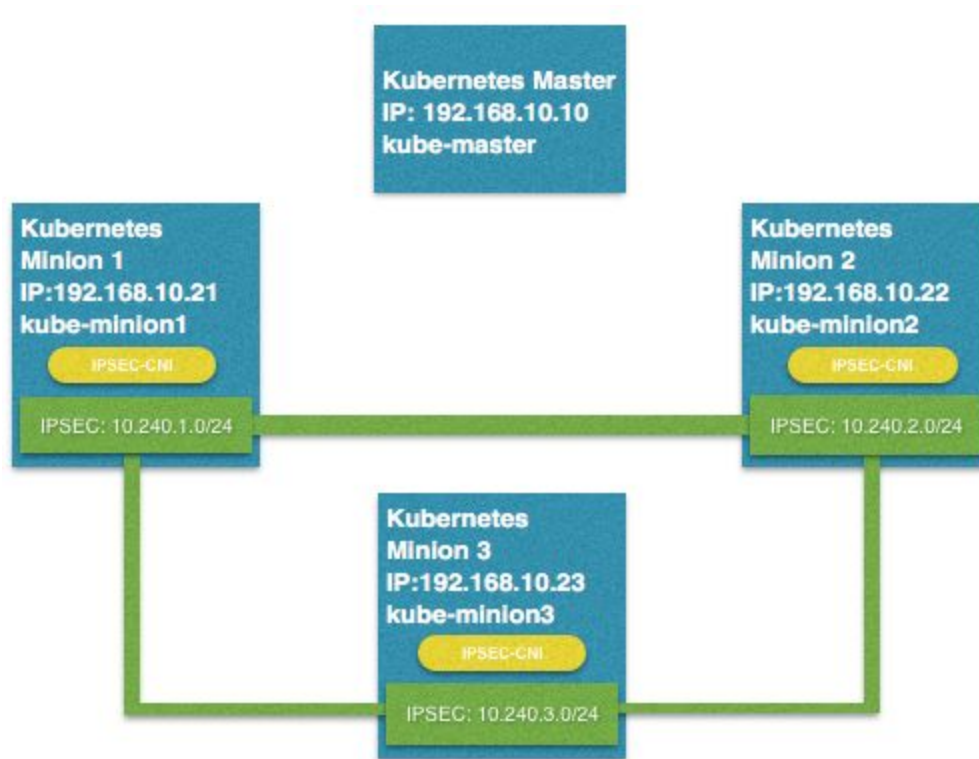 Kubernetes Master
IP: 192.168.10.10
kube-master
Kubernetes
Minion 1
IP:192.168.10.21
kube-minion1
IPSEC-CNI
IPSEC: 10.240.1.0/24
Kubernetes
Minion 2
IP:192.168.10.22
kube-minion2
IPSEC-CNI
IPSEC: 10.240.2.0/24
Kubernetes
Minion 3
IP:192.168.10.23
kube-minion3
IPSEC-CNI
IPSEC: 10.240.3.0/24